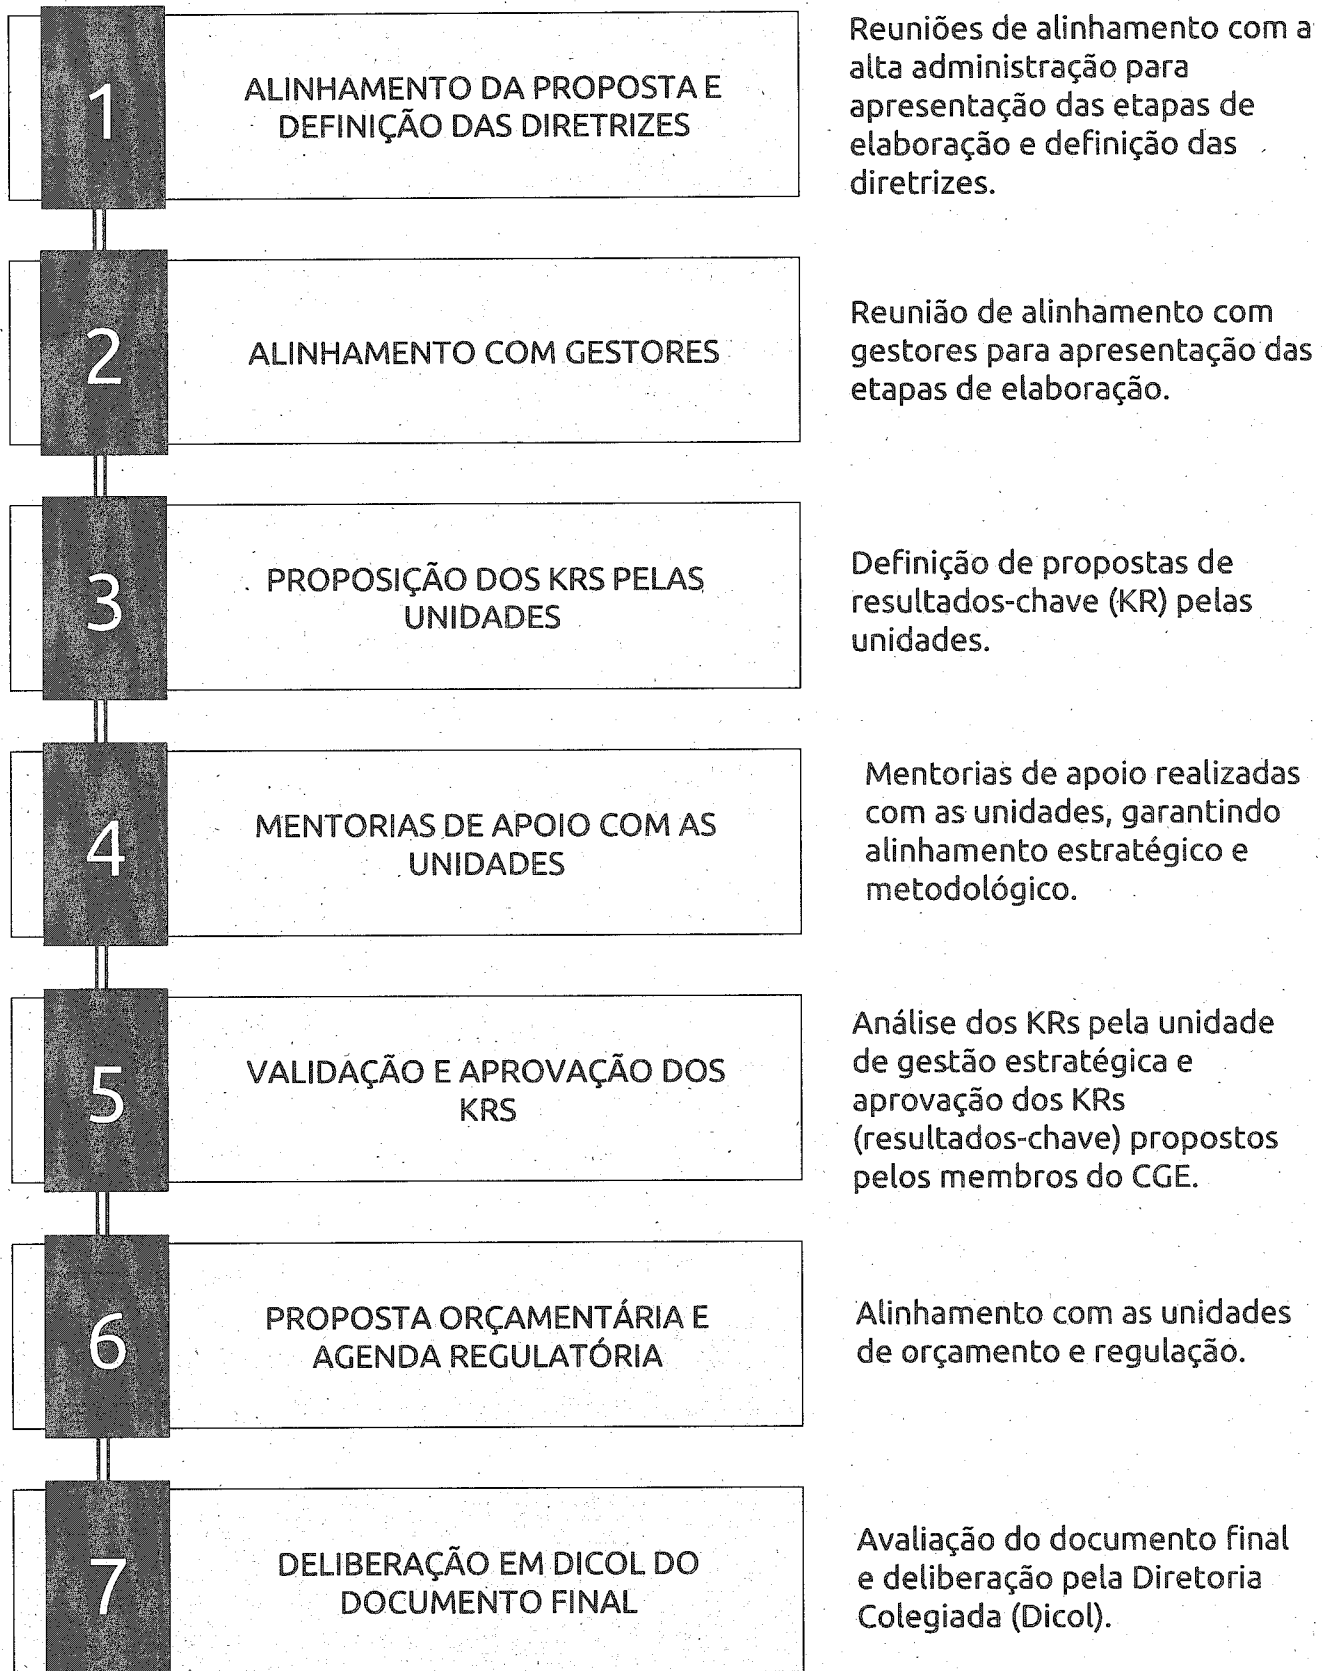 1
ALINHAMENTO DA PROPOSTA E
DEFINIÇÃO DAS DIRETRIZES
Reuniões de alinhamento com a
alta administração para
apresentação das etapas de
elaboração e definição das
diretrizes.
2
ALINHAMENTO COM GESTORES
Reunião de alinhamento com
gestores para apresentação das
etapas de elaboração.
3
PROPOSIÇÃO DOS KRS PELAS
UNIDADES
Definição de propostas de
resultados-chave (KR) pelas
unidades.
4
MENTORIAS DE APOIO COM AS
UNIDADES
Mentorias de apoio realizadas
com as unidades, garantindo
alinhamento estratégico e
metodológico.
5
VALIDAÇÃO E APROVAÇÃO DOS
KRS
Análise dos KRs pela unidade
de gestão estratégica e
aprovação dos KRs
(resultados-chave) propostos
pelos membros do CGE.
6
PROPOSTA ORÇAMENTÁRIA E
AGENDA REGULATÓRIA
Alinhamento com as unidades
de orçamento e regulação.
7
DELIBERAÇÃO EM DICOL DO
DOCUMENTO FINAL
Avaliação do documento final
e deliberação pela Diretoria
Colegiada (Dicol).